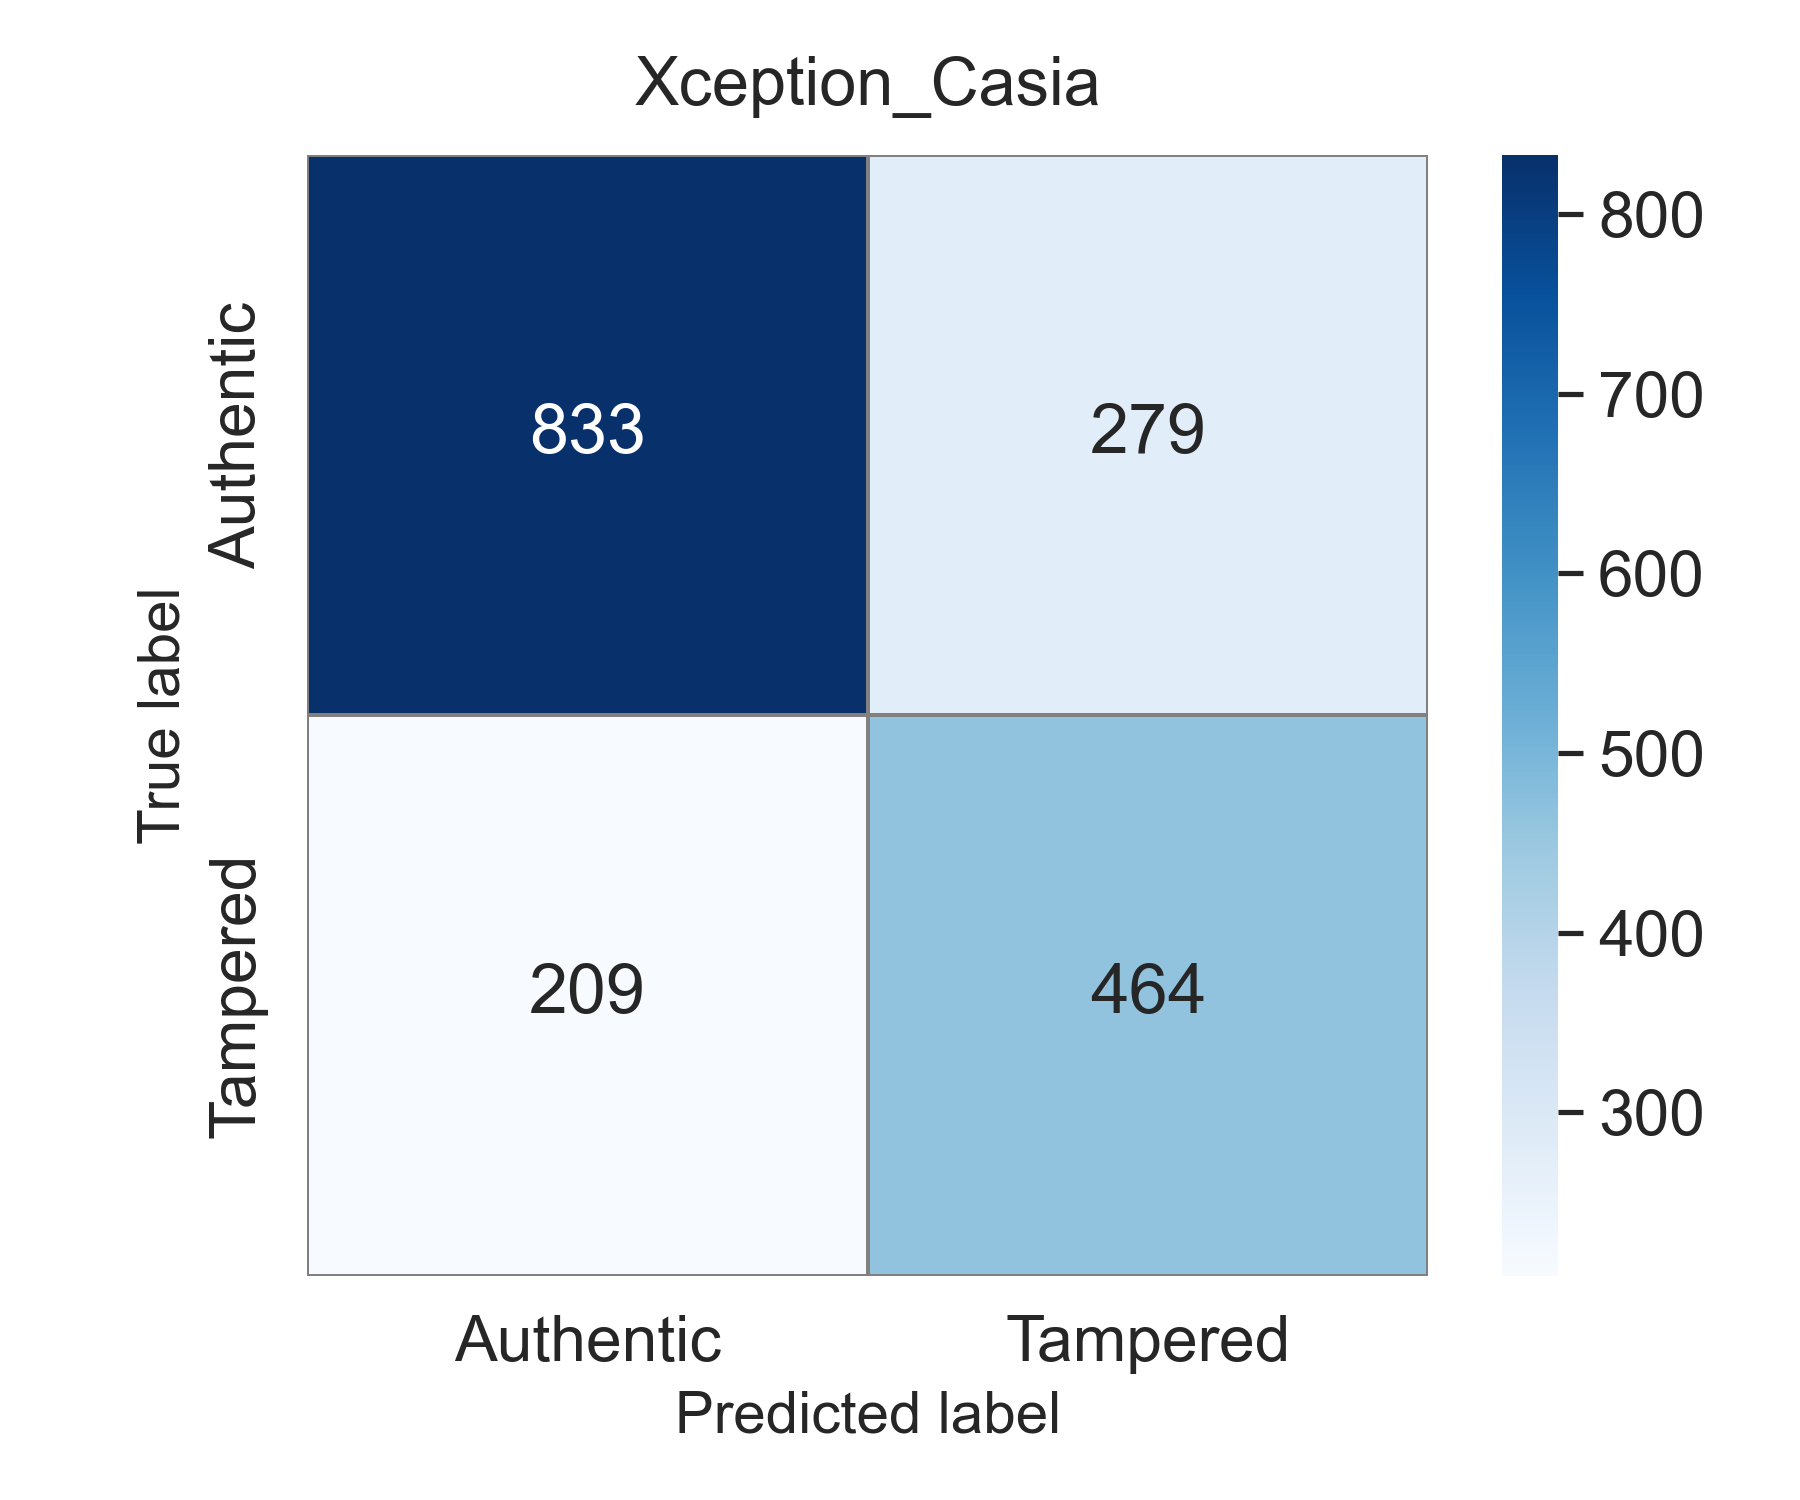 Xception_Casia
True label
Authentic
833
279
Tampered
209
464
Authentic
Tampered
Predicted label
800
700
600
500
400
300